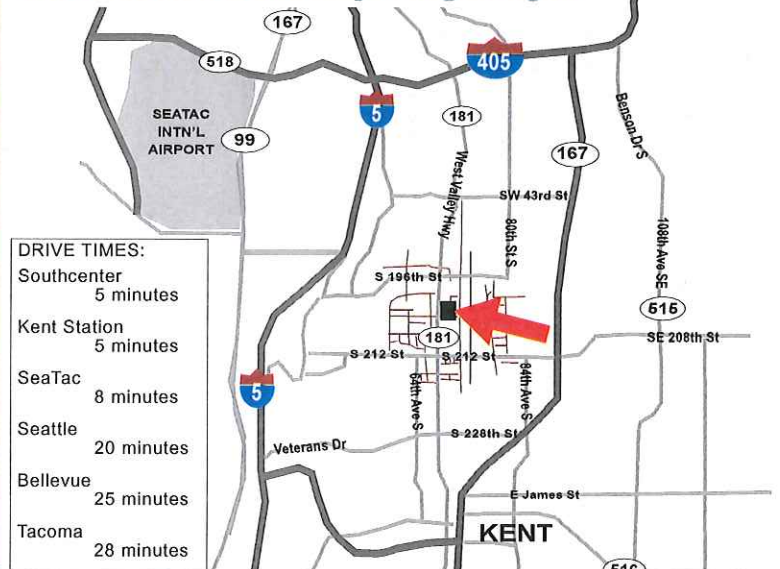 167
518
405
5
181
SEATAC
INTN'L
AIRPORT
99
167
West Valley Hwy
80th St S
Benson Dr S
SW 43rd St
108th Ave SE
DRIVE TIMES:
Southcenter
5 minutes
Kent Station
5 minutes
SeaTac
8 minutes
Seattle
20 minutes
Bellevue
25 minutes
Tacoma
28 minutes
S 196th St
515
181
SE 208th St
S 212 St
S 212 St
5
64th Ave S
84th Ave S
S 228th St
Veterans Dr
E James St
KENT
516